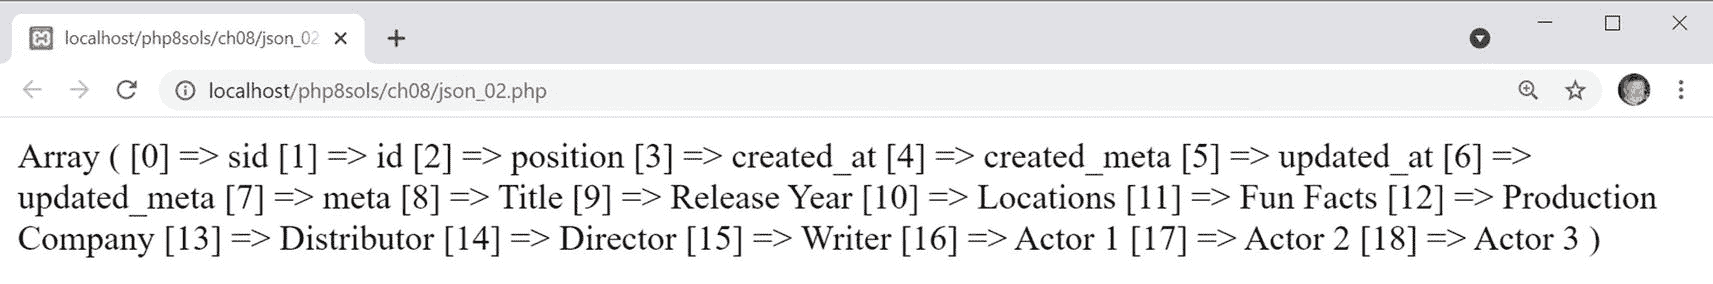 localhost/php8sols/ch08/json_02
localhost/php8sols/ch08/json_02.php
Array ( [0] => sid [1] => id [2] => position [3] => created_at [4] => created_meta [5] => updated_at [6] =>
updated_meta [7] => meta [8] => Title [9] => Release Year [10] => Locations [11] => Fun Facts [12] => Production
Company [13] => Distributor [14] => Director [15] => Writer [16] => Actor 1 [17] => Actor 2 [18] => Actor 3 )